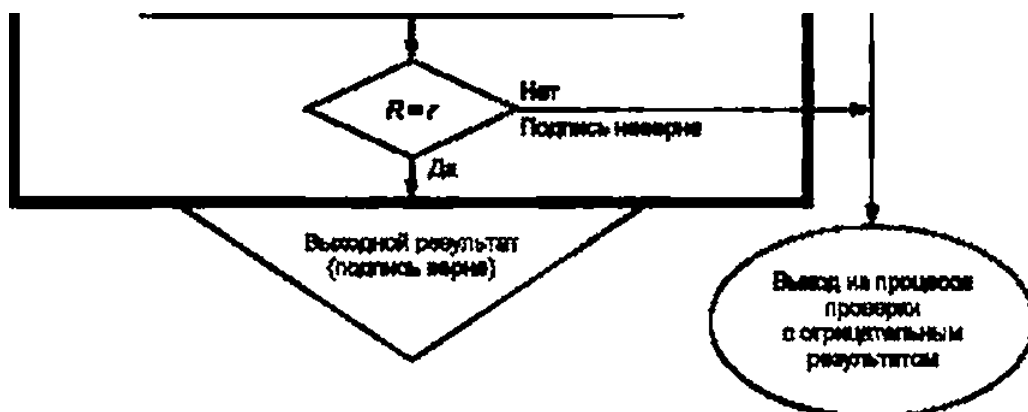 R=r
Нет
Подпись неверна
Да
Выходной результат
(подпись верна)
Выход из процесса
проверки
с отрицательным
результатом